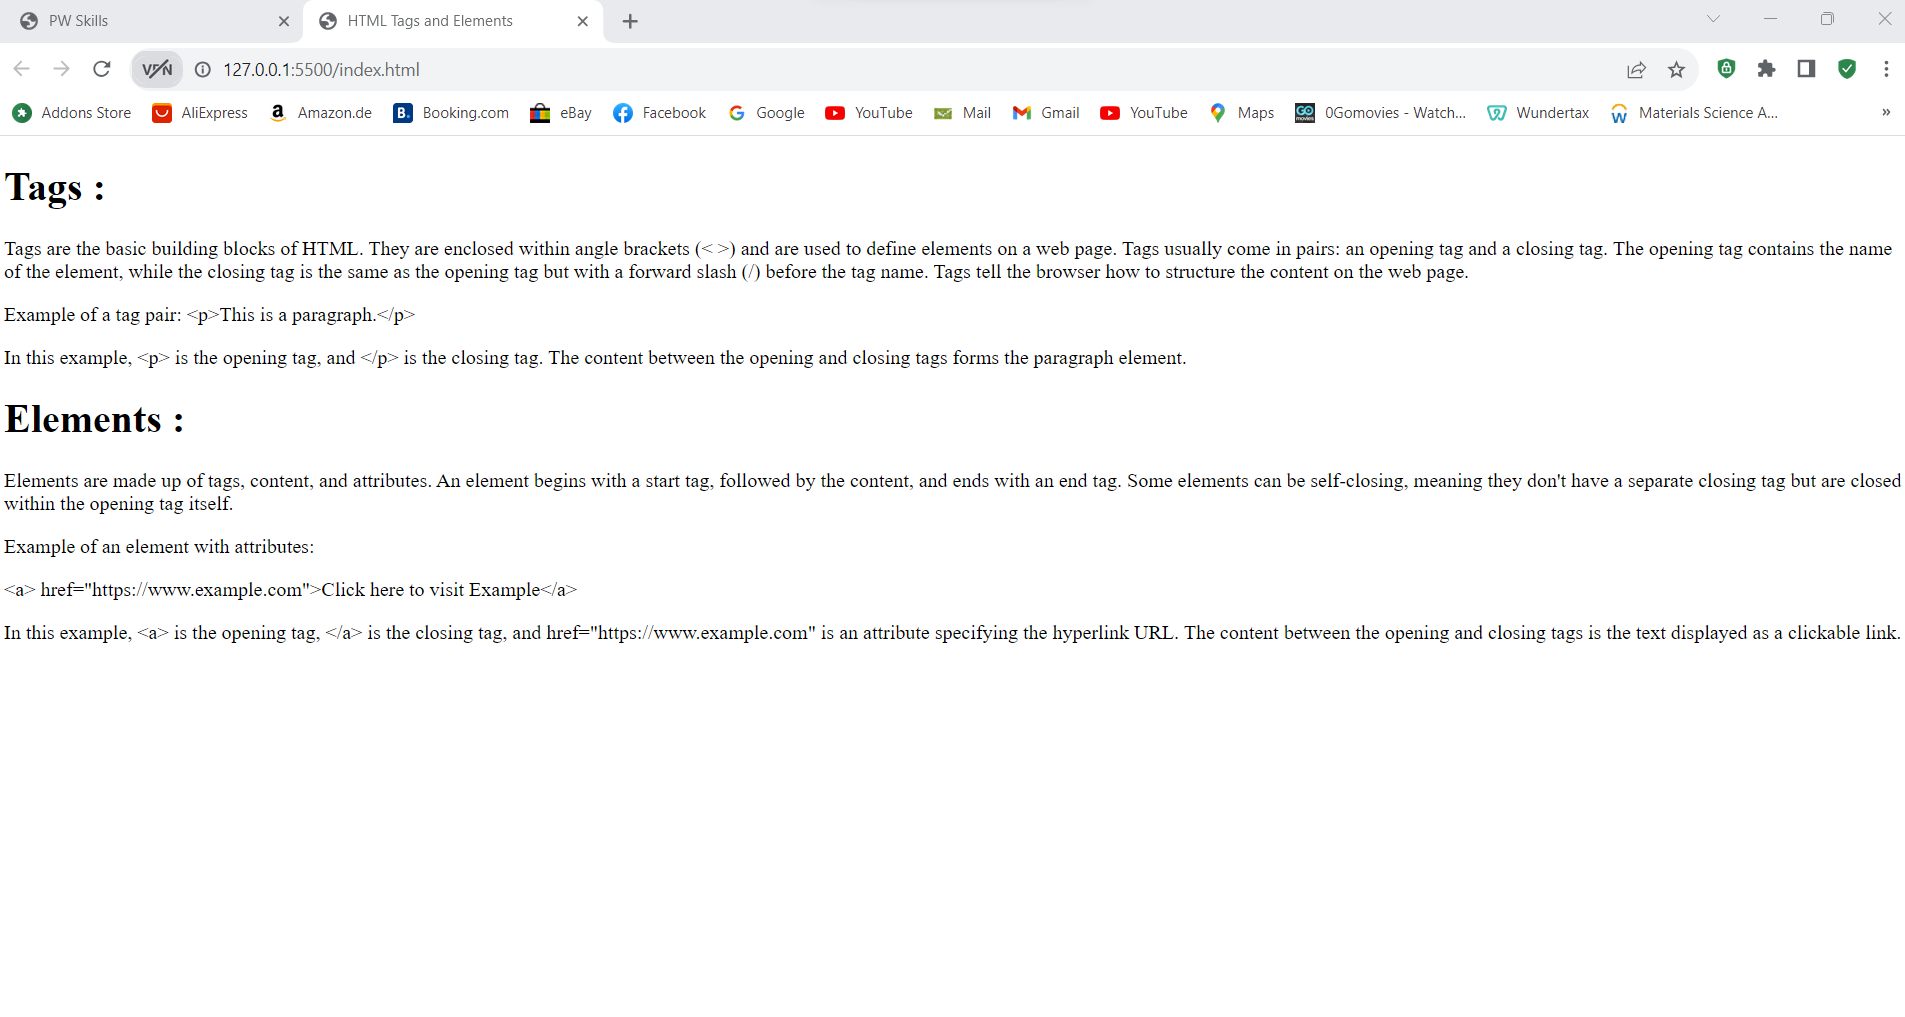 PW Skills
HTML Tags and Elements
VPN
127.0.0.1:5500/index.html
Addons Store AliExpress Amazon.de Booking.com eBay Facebook Google YouTube Mail Gmail YouTube Maps 0Gomovies - Watch... Wundertax Materials Science A... »
Tags :
Tags are the basic building blocks of HTML. They are enclosed within angle brackets (< >) and are used to define elements on a web page. Tags usually come in pairs: an opening tag and a closing tag. The opening tag contains the name
of the element, while the closing tag is the same as the opening tag but with a forward slash (/) before the tag name. Tags tell the browser how to structure the content on the web page.
Example of a tag pair: <p>This is a paragraph.</p>
In this example, <p> is the opening tag, and </p> is the closing tag. The content between the opening and closing tags forms the paragraph element.
Elements :
Elements are made up of tags, content, and attributes. An element begins with a start tag, followed by the content, and ends with an end tag. Some elements can be self-closing, meaning they don't have a separate closing tag but are closed
within the opening tag itself.
Example of an element with attributes:
<a> href="https://www.example.com">Click here to visit Example</a>
In this example, <a> is the opening tag, </a> is the closing tag, and href="https://www.example.com" is an attribute specifying the hyperlink URL. The content between the opening and closing tags is the text displayed as a clickable link.